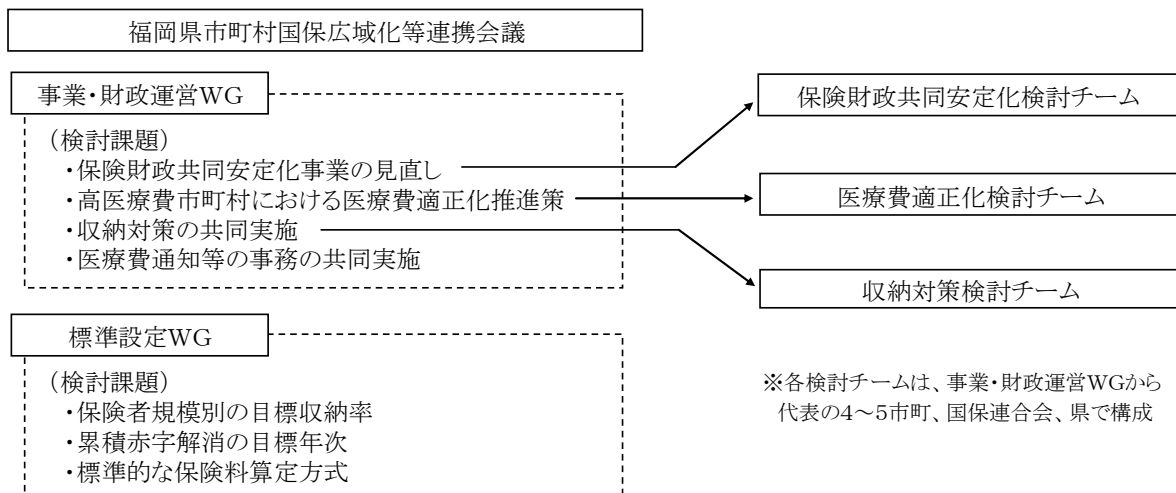 福岡県市町村国保広域化等連携会議
事業・財政運営WG
（検討課題）
・保険財政共同安定化事業の見直し
・高医療費市町村における医療費適正化推進策
・収納対策の共同実施
・医療費通知等の事務の共同実施
保険財政共同安定化検討チーム
医療費適正化検討チーム
収納対策検討チーム
標準設定WG
（検討課題）
・保険者規模別の目標収納率
・累積赤字解消の目標年次
・標準的な保険料算定方式
※各検討チームは、事業・財政運営WGから
代表の4～5市町、国保連合会、県で構成